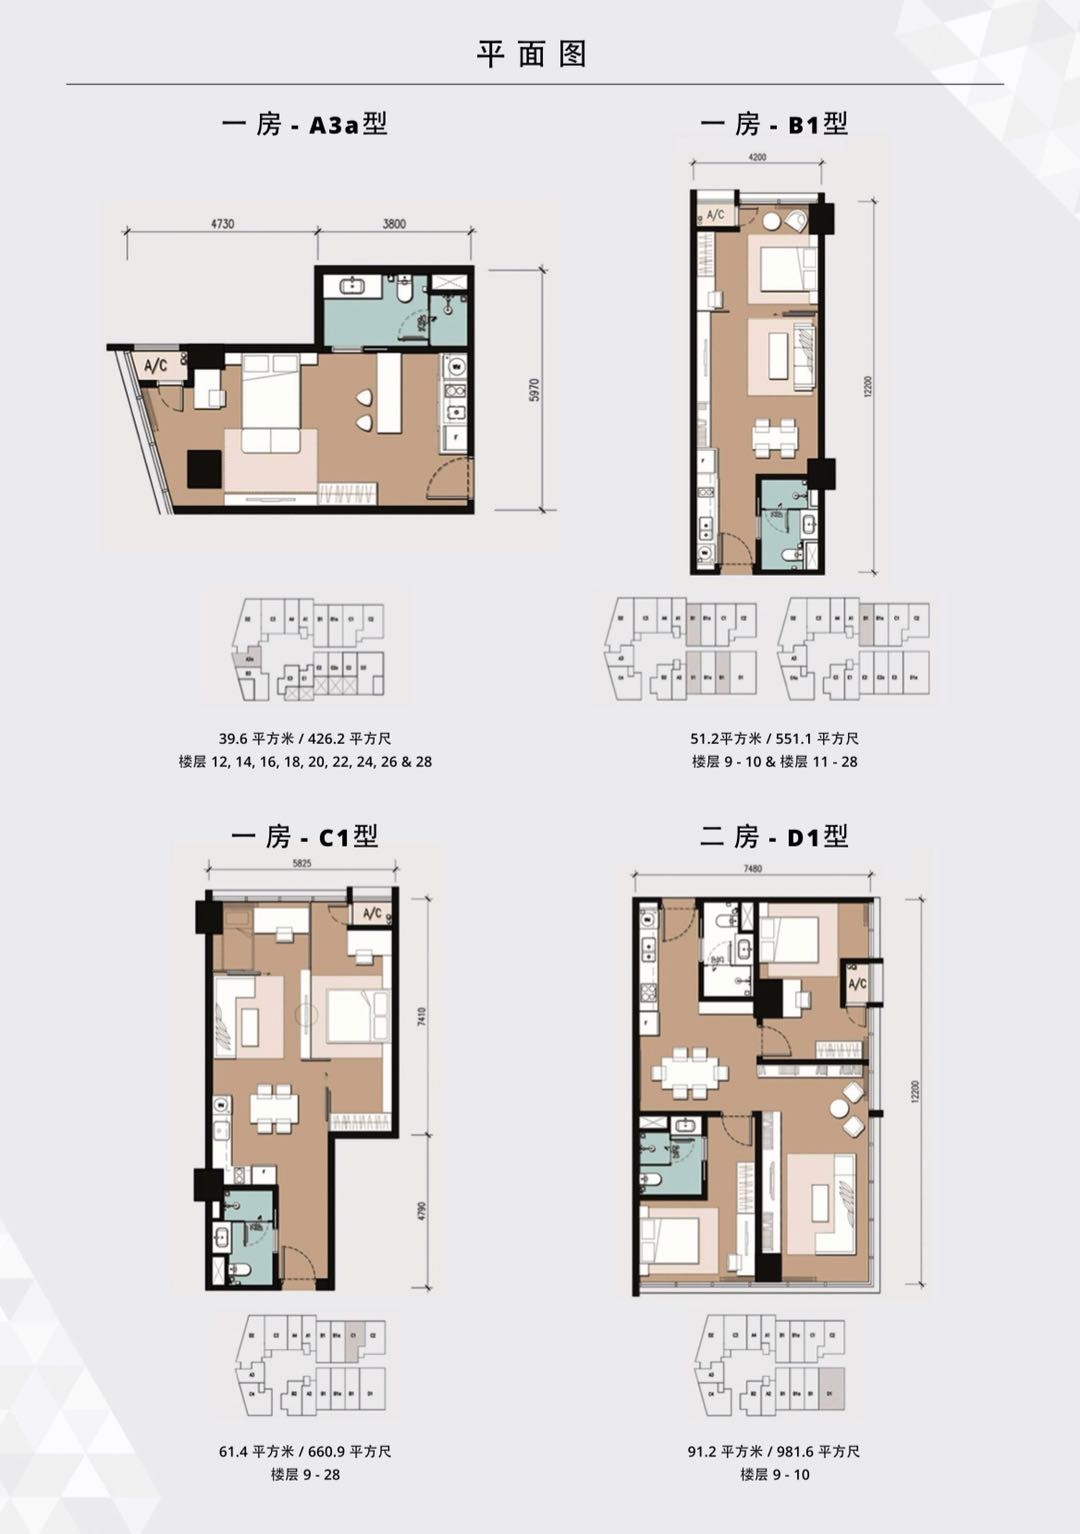 平面图
一房 - A3a型
一房 - B1型
4730
3800
5970
A/C
W
F
4200
12200
A/C
F
W
39.6 平方米 / 426.2 平方尺
楼层 12, 14, 16, 18, 20, 22, 24, 26 & 28
51.2平方米 / 551.1 平方尺
楼层 9 - 10 & 楼层 11 - 28
一房 - C1型
二房 - D1型
5825
7410
4790
A/C
F
7480
12200
A/C
F
61.4 平方米 / 660.9 平方尺
楼层 9 - 28
91.2 平方米 / 981.6 平方尺
楼层 9 - 10